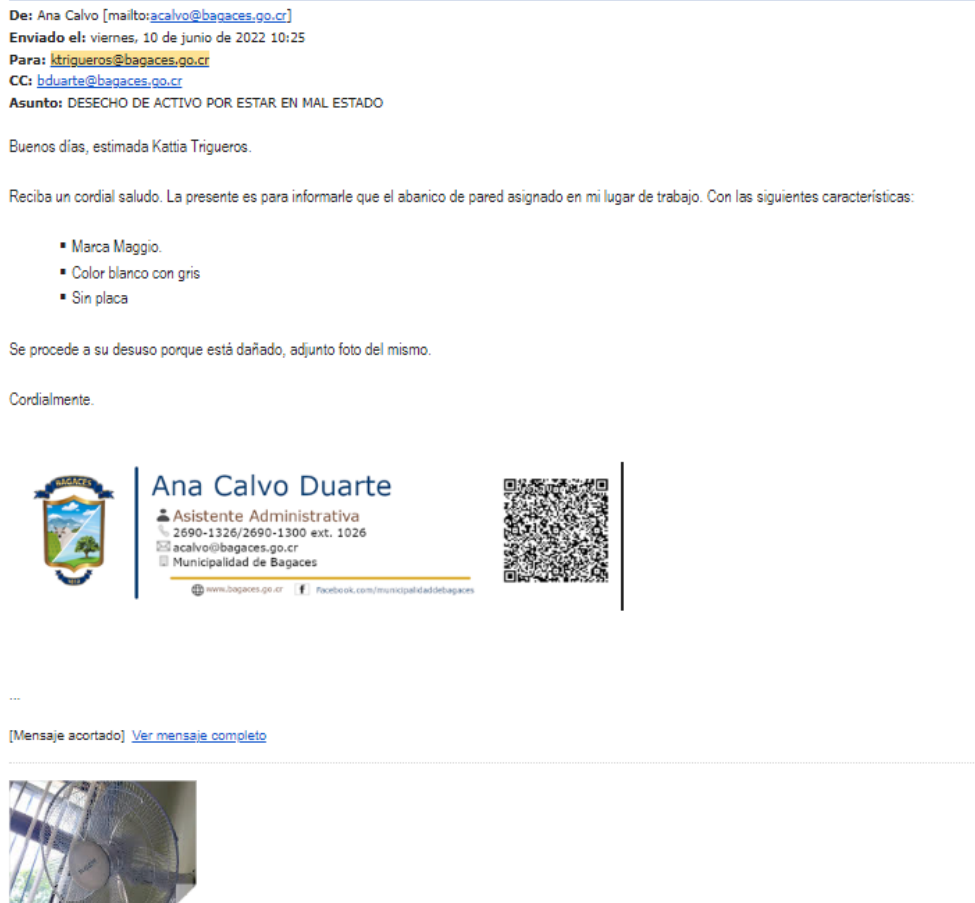 De: Ana Calvo [mailto:acalvo@bagaces.go.cr]
Enviado el: viernes, 10 de junio de 2022 10:25
Para: ktrigueros@bagaces.go.cr
CC: bduarte@bagaces.go.cr
Asunto: DESECHO DE ACTIVO POR ESTAR EN MAL ESTADO
Buenos días, estimada Kattia Trigueros.
Reciba un cordial saludo. La presente es para informarle que el abanico de pared asignado en mi lugar de trabajo. Con las siguientes características:
▪ Marca Maggio.
▪ Color blanco con gris
▪ Sin placa
Se procede a su desuso porque está dañado, adjunto foto del mismo.
Cordialmente.
BAGACES
Ana Calvo Duarte
Asistente Administrativa
2690-1326/2690-1300 ext. 1026
acalvo@bagaces.go.cr
Municipalidad de Bagaces
www.bagaces.go.cr Facebook.com/municipalidaddebagaces
...
[Mensaje acortado] Ver mensaje completo